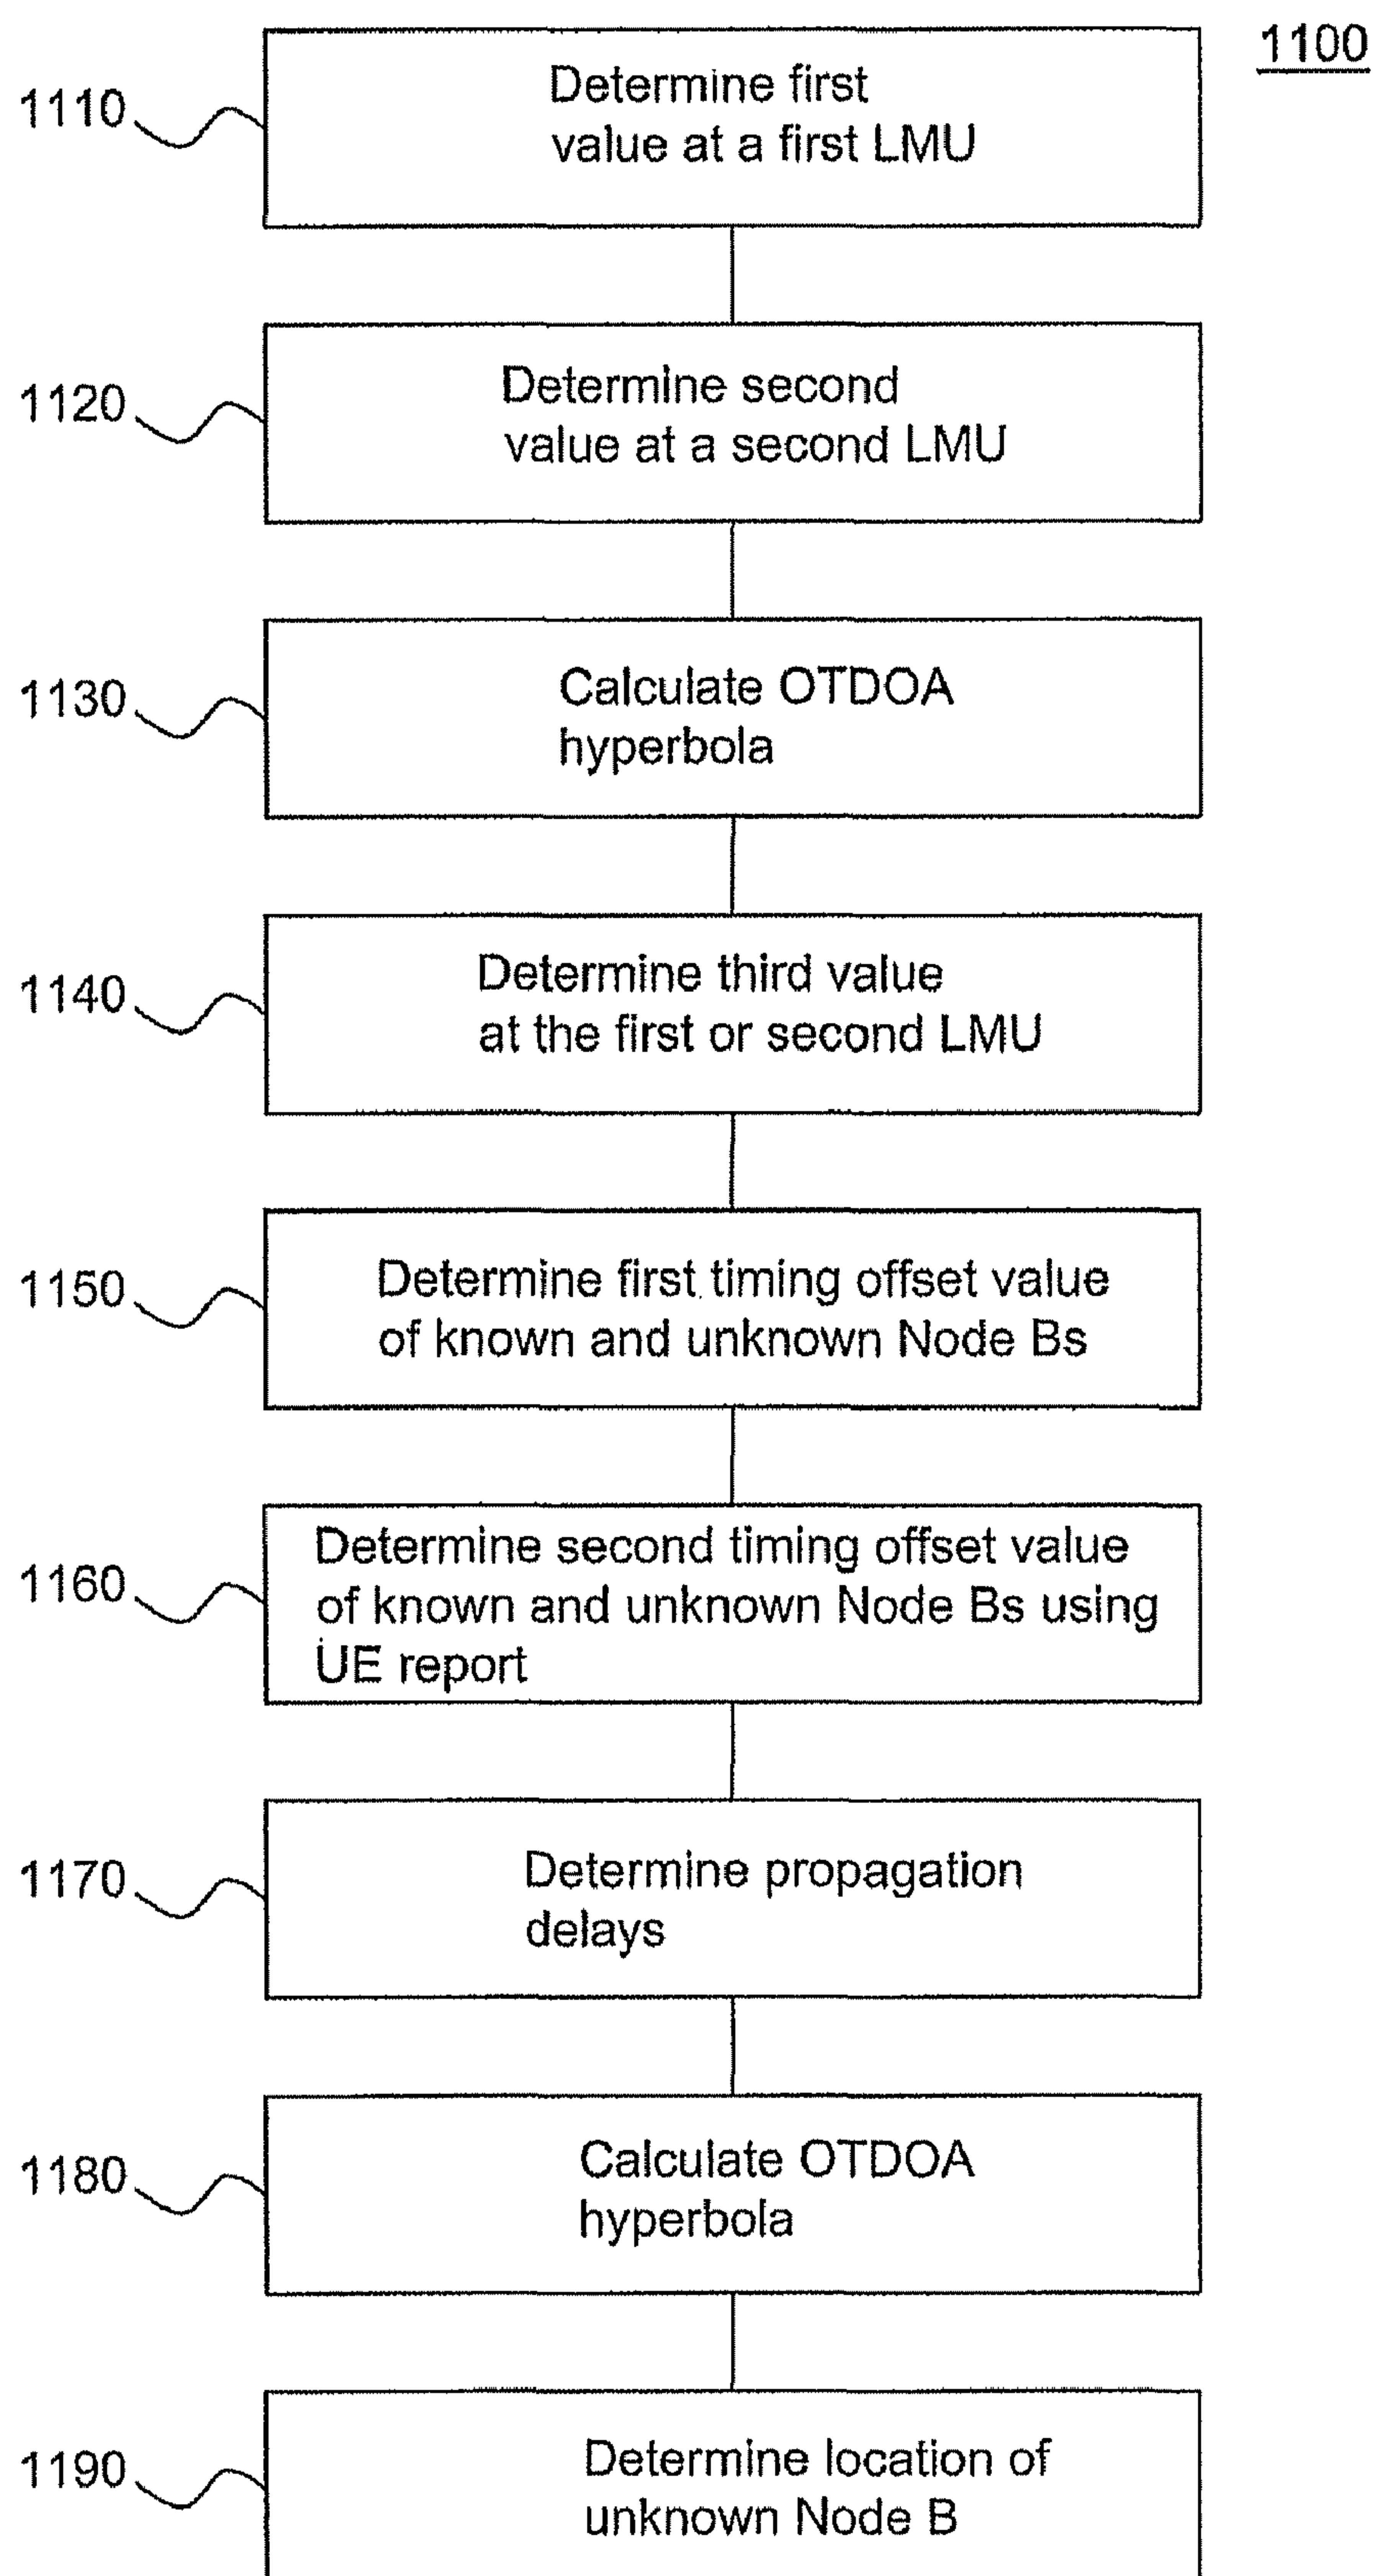 1100
1110
Determine first
value at a first LMU
1120
Determine second
value at a second LMU
1130
Calculate OTDOA
hyperbola
1140
Determine third value
at the first or second LMU
1150
Determine first timing offset value
of known and unknown Node Bs
1160
Determine second timing offset value
of known and unknown Node Bs using
UE report
1170
Determine propagation
delays
1180
Calculate OTDOA
hyperbola
1190
Determine location of
unknown Node B